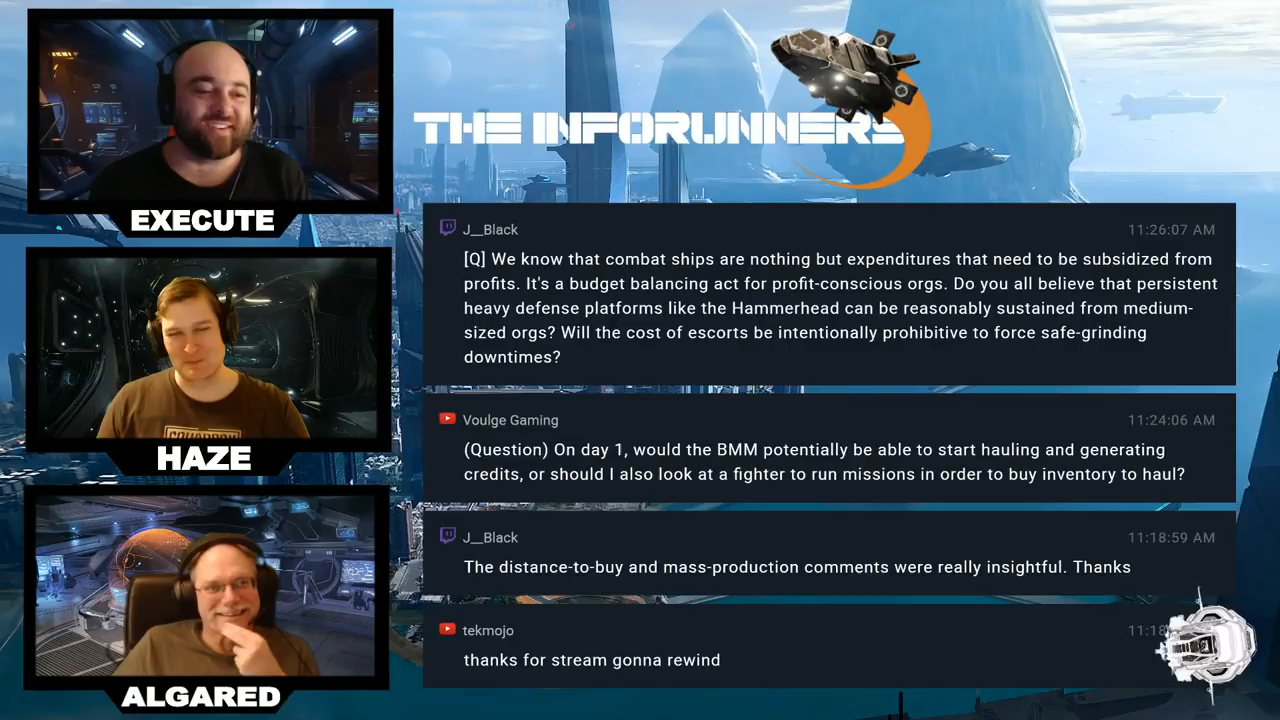 THE INFORUNNERS
EXECUTE
HAZE
ALGARED
J__Black 11:26:07 AM
[Q] We know that combat ships are nothing but expenditures that need to be subsidized from
profits. It's a budget balancing act for profit-conscious orgs. Do you all believe that persistent
heavy defense platforms like the Hammerhead can be reasonably sustained from medium-
sized orgs? Will the cost of escorts be intentionally prohibitive to force safe-grinding
downtimes?
Voulge Gaming 11:24:06 AM
(Question) On day 1, would the BMM potentially be able to start hauling and generating
credits, or should I also look at a fighter to run missions in order to buy inventory to haul?
J__Black 11:18:59 AM
The distance-to-buy and mass-production comments were really insightful. Thanks
tekmojo 11:18
thanks for stream gonna rewind